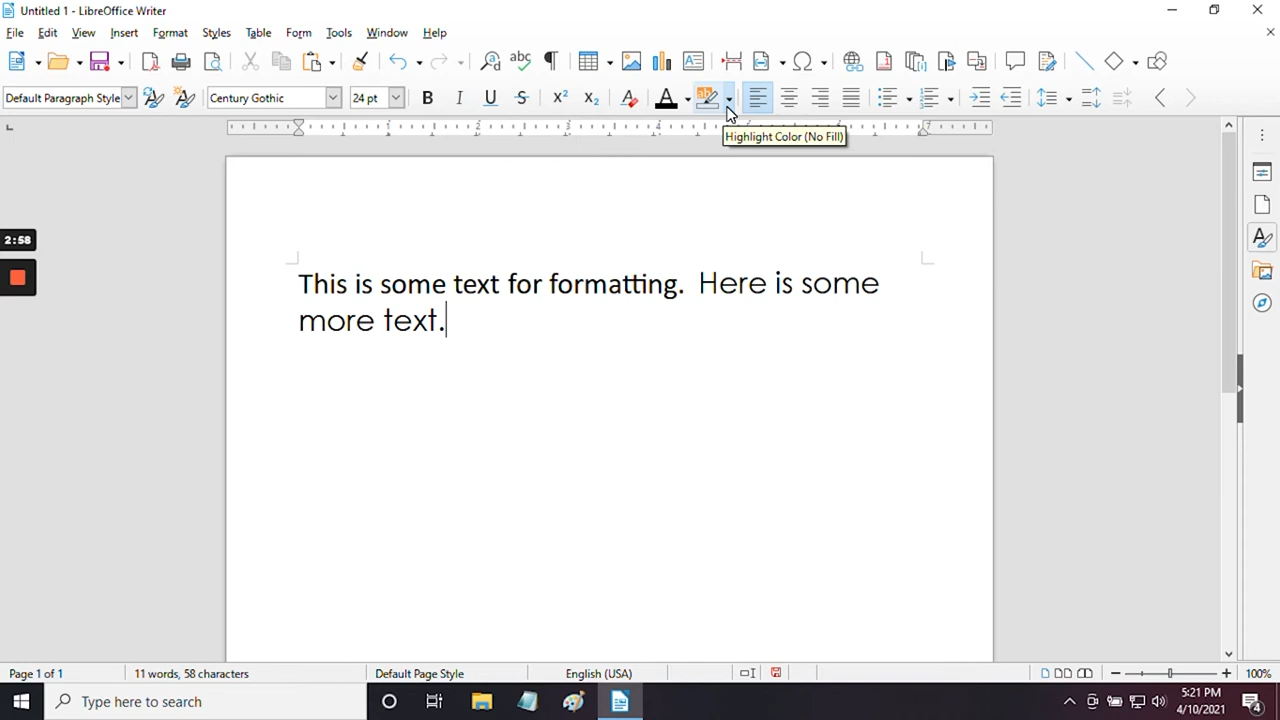 Untitled 1 - LibreOffice Writer
File Edit View Insert Format Styles Table Form Tools Window Help
Default Paragraph Style Century Gothic 24 pt
Highlight Color (No Fill)
2:58
This is some text for formatting. Here is some
more text.
Page 1 of 1 11 words, 58 characters Default Page Style English (USA) 100%
Type here to search
5:21 PM
4/10/2021
4